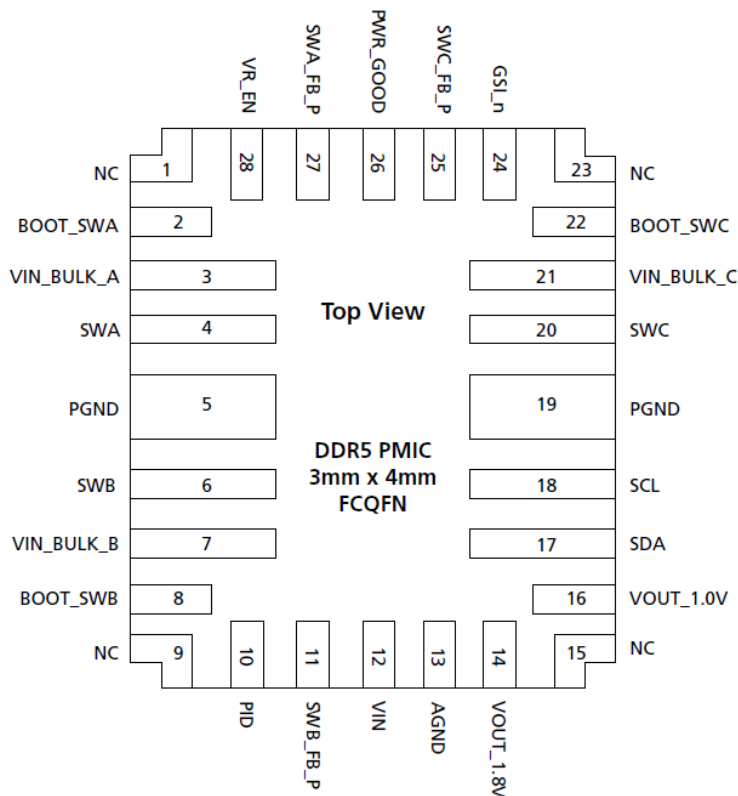 VR_EN
SWA_FB_P
PWR_GOOD
SWC_FB_P
GSI_n
28
27
26
25
24
NC
1
23
NC
BOOT_SWA
2
22
BOOT_SWC
VIN_BULK_A
3
21
VIN_BULK_C
Top View
SWA
4
20
SWC
PGND
5
19
PGND
DDR5 PMIC
3mm x 4mm
FCQFN
SWB
6
18
SCL
VIN_BULK_B
7
17
SDA
BOOT_SWB
8
16
VOUT_1.0V
NC
9
10
11
12
13
14
15
NC
PID
SWB_FB_P
VIN
AGND
VOUT_1.8V